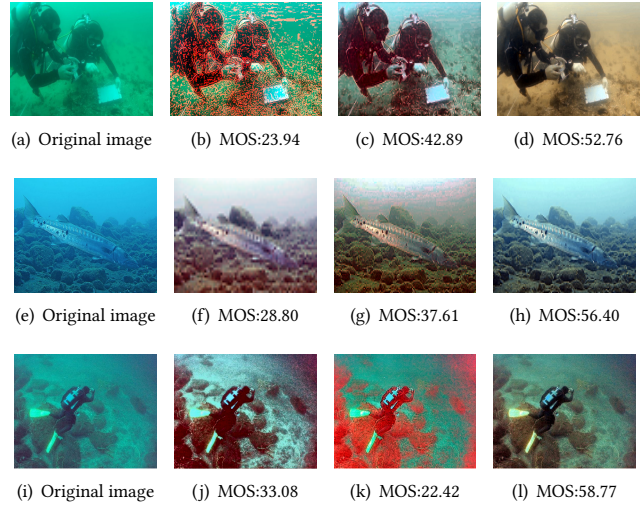 (a) Original image (b) MOS:23.94 (c) MOS:42.89 (d) MOS:52.76
(e) Original image (f) MOS:28.80 (g) MOS:37.61 (h) MOS:56.40
(i) Original image (j) MOS:33.08 (k) MOS:22.42 (l) MOS:58.77